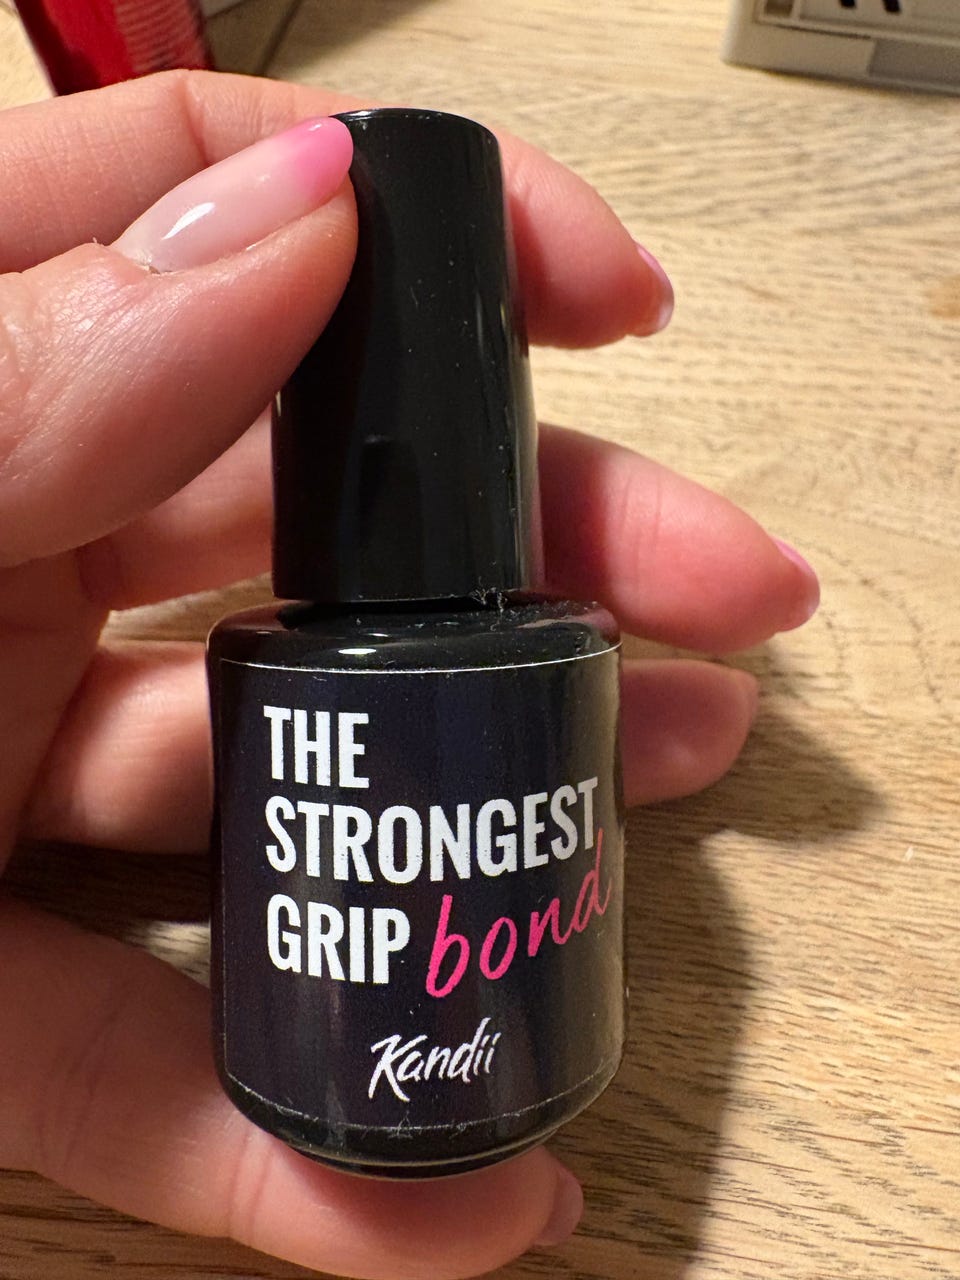 THE
STRONGEST
GRIP bond
Kandii